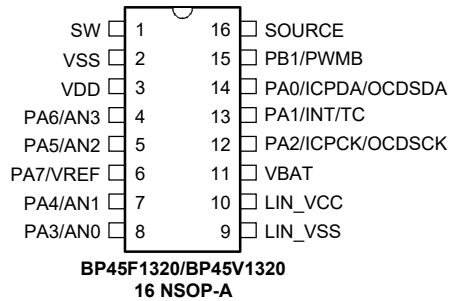 SW 1 16 SOURCE
VSS 2 15 PB1/PWMB
VDD 3 14 PA0/ICPDA/OCDSDA
PA6/AN3 4 13 PA1/INT/TC
PA5/AN2 5 12 PA2/ICPCK/OCDSCK
PA7/VREF 6 11 VBAT
PA4/AN1 7 10 LIN_VCC
PA3/AN0 8 9 LIN_VSS
BP45F1320/BP45V1320
16 NSOP-A